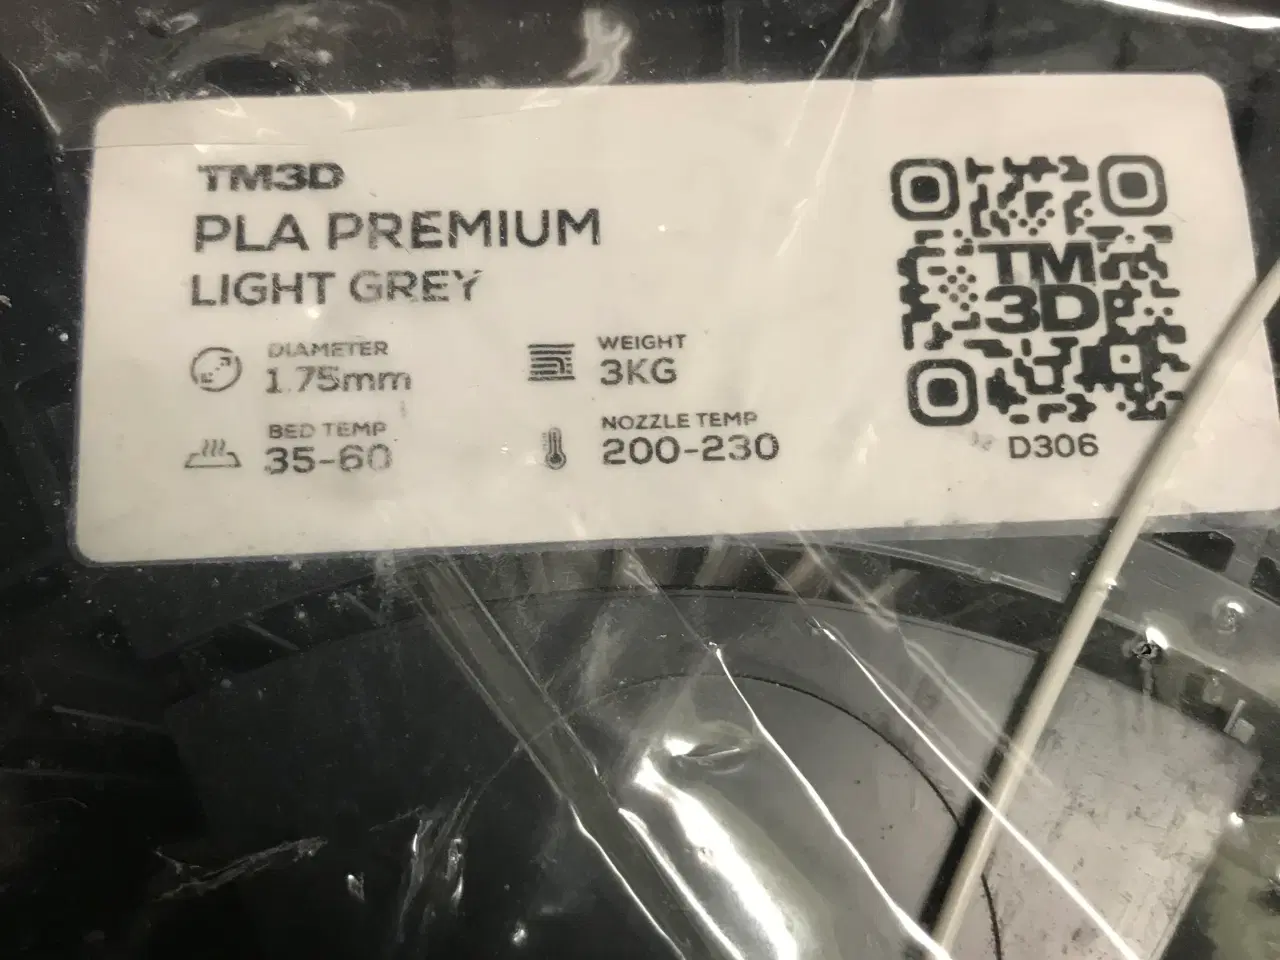 TM3D
PLA PREMIUM
LIGHT GREY
DIAMETER
1.75mm
WEIGHT
3KG
BED TEMP
35-60
NOZZLE TEMP
200-230
TM
3D
D306